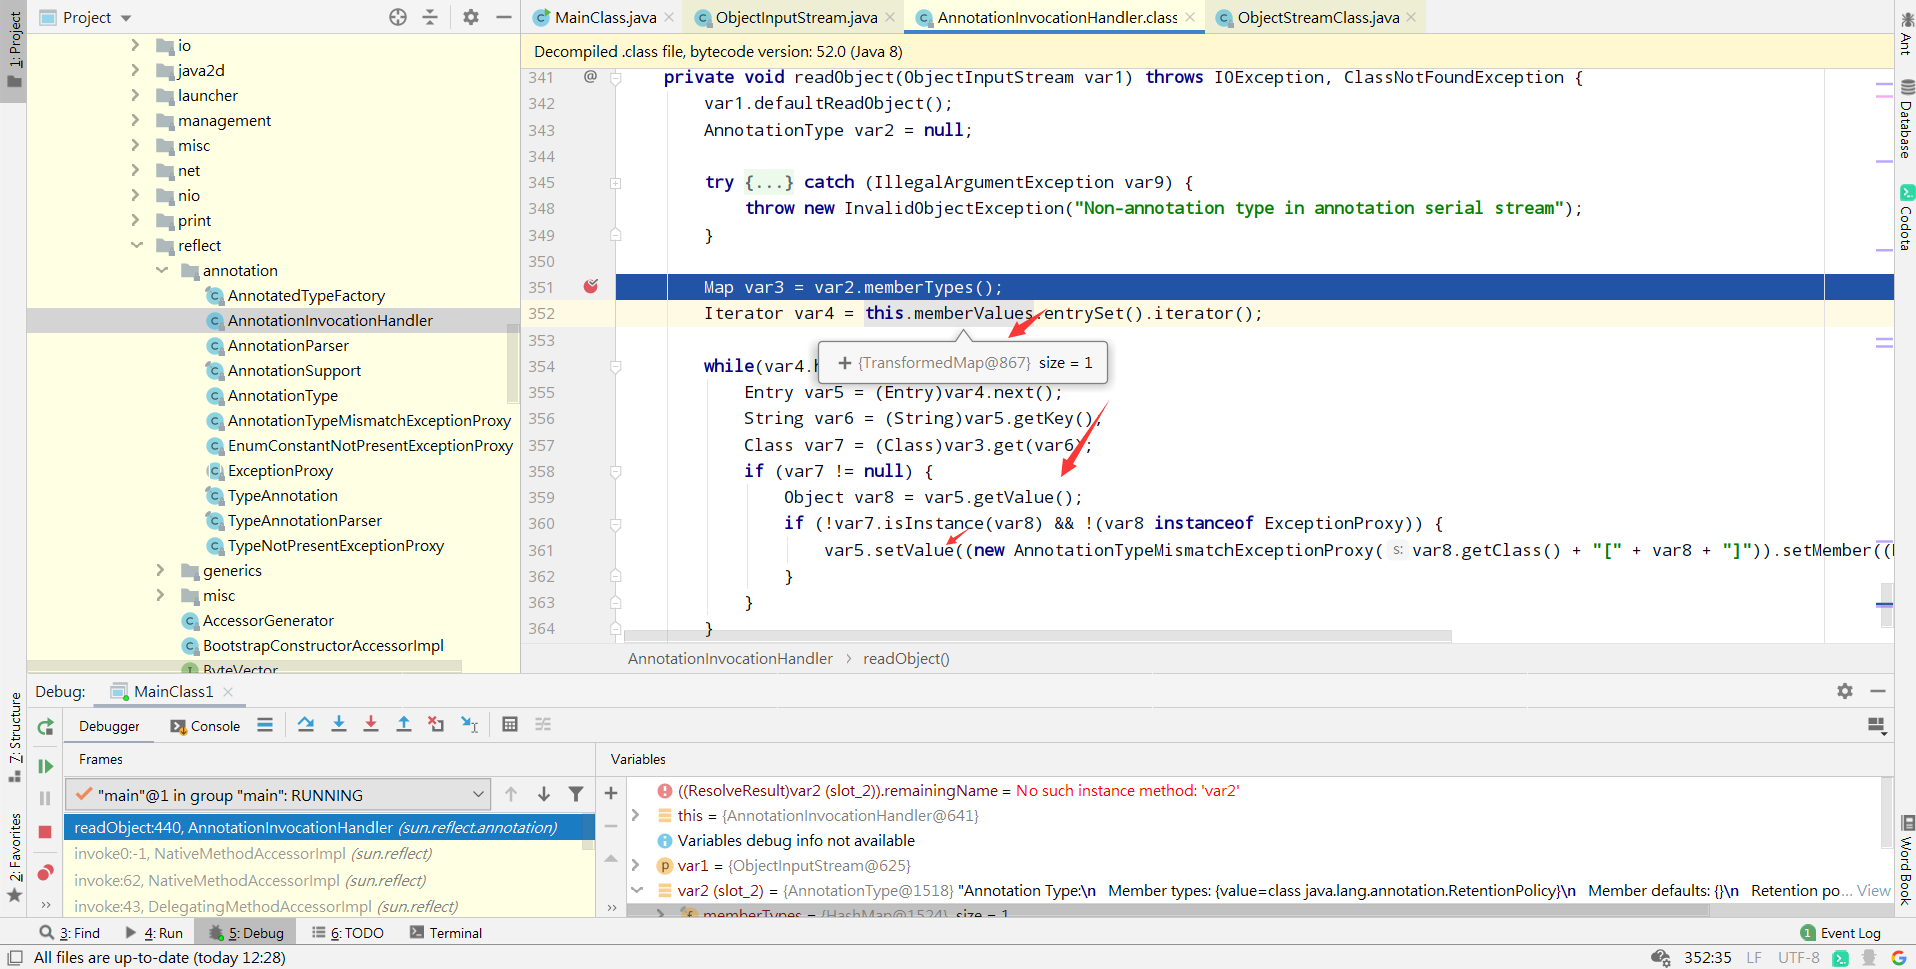 1: Project
Project
MainClass.java
ObjectInputStream.java
AnnotationInvocationHandler.class
ObjectStreamClass.java
Ant
Database
Codota
Word Book
io
java2d
launcher
management
misc
net
nio
print
reflect
annotation
AnnotatedTypeFactory
AnnotationInvocationHandler
AnnotationParser
AnnotationSupport
AnnotationType
AnnotationTypeMismatchExceptionProxy
EnumConstantNotPresentExceptionProxy
ExceptionProxy
TypeAnnotation
TypeAnnotationParser
TypeNotPresentExceptionProxy
generics
misc
AccessorGenerator
BootstrapConstructorAccessorImpl
ByteVector
Decompiled .class file, bytecode version: 52.0 (Java 8)
341 @ private void readObject(ObjectInputStream var1) throws IOException, ClassNotFoundException {
342 var1.defaultReadObject();
343 AnnotationType var2 = null;
344
345 try {...} catch (IllegalArgumentException var9) {
348 throw new InvalidObjectException("Non-annotation type in annotation serial stream");
349 }
350
351 Map var3 = var2.memberTypes();
352 Iterator var4 = this.memberValues.entrySet().iterator();
353
+ {TransformedMap@867} size = 1
354 while(var4.
355 Entry var5 = (Entry)var4.next();
356 String var6 = (String)var5.getKey();
357 Class var7 = (Class)var3.get(var6);
358 if (var7 != null) {
359 Object var8 = var5.getValue();
360 if (!var7.isInstance(var8) && !(var8 instanceof ExceptionProxy)) {
361 var5.setValue((new AnnotationTypeMismatchExceptionProxy( s: var8.getClass() + "[" + var8 + "]")).setMember((
362 }
363 }
364 }
AnnotationInvocationHandler › readObject()
7: Structure
2: Favorites
Debug: MainClass1
Debugger
Console
Frames
Variables
"main"@1 in group "main": RUNNING
readObject:440, AnnotationInvocationHandler (sun.reflect.annotation)
invoke0:-1, NativeMethodAccessorImpl (sun.reflect)
invoke:62, NativeMethodAccessorImpl (sun.reflect)
invoke:43, DelegatingMethodAccessorImpl (sun.reflect)
((ResolveResult)var2 (slot_2)).remainingName = No such instance method: 'var2'
this = {AnnotationInvocationHandler@641}
Variables debug info not available
var1 = {ObjectInputStream@625}
var2 (slot_2) = {AnnotationType@1518} "Annotation Type:\n Member types: {value=class java.lang.annotation.RetentionPolicy}\n Member defaults: {}\n Retention po... View
memberTypes = {HashMap@1524} size = 1
3: Find
4: Run
5: Debug
6: TODO
Terminal
1 Event Log
All files are up-to-date (today 12:28)
352:35 LF UTF-8